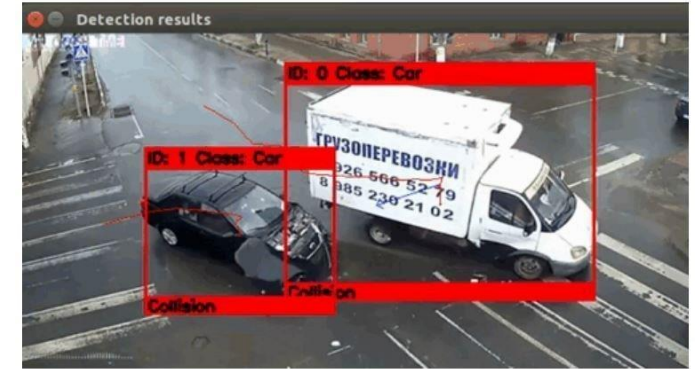 Detection results
ID: 0 Class: Car
ГРУЗОПЕРЕВОЗКИ
926 566 52 79
8 985 230 21 02
ID: 1 Class: Car
Collision
Collision